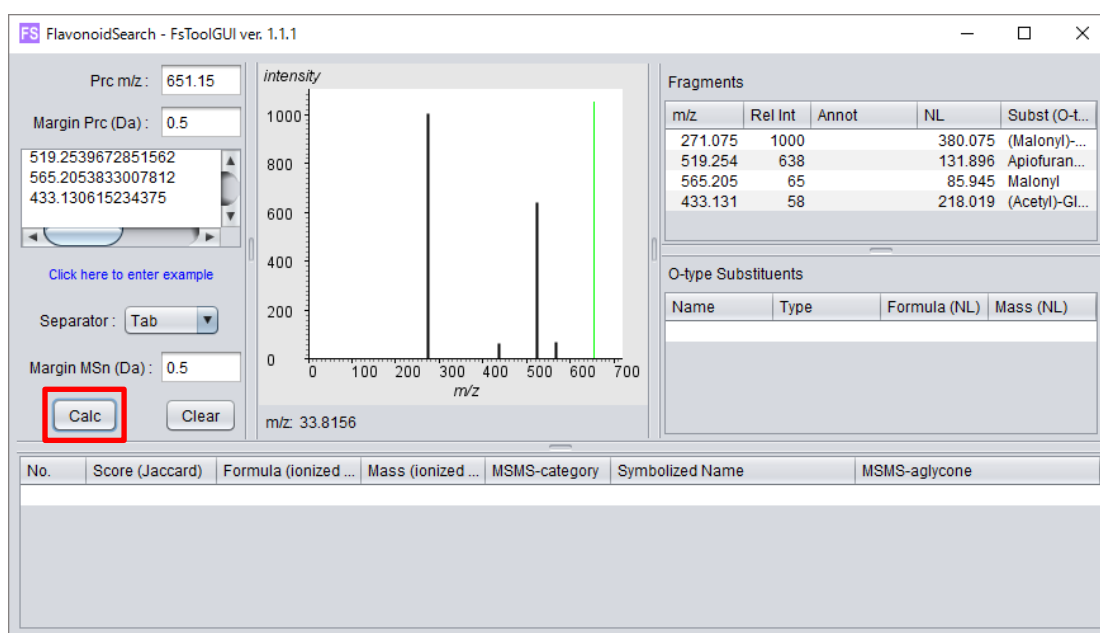 FS FlavonoidSearch - FsToolGUI ver. 1.1.1
Prc m/z : 651.15
Margin Prc (Da) : 0.5
519.2539672851562
565.2053833007812
433.130615234375
Click here to enter example
Separator : Tab
Margin MSn (Da) : 0.5
Calc Clear
intensity
1000
800
600
400
200
0
0 100 200 300 400 500 600 700
m/z
m/z: 33.8156
Fragments
m/z Rel Int Annot NL Subst (O-t...
271.075 1000 380.075 (Malonyl)-...
519.254 638 131.896 Apiofuran...
565.205 65 85.945 Malonyl
433.131 58 218.019 (Acetyl)-Gl...
O-type Substituents
Name Type Formula (NL) Mass (NL)
No. Score (Jaccard) Formula (ionized ... Mass (ionized ... MSMS-category Symbolized Name MSMS-aglycone